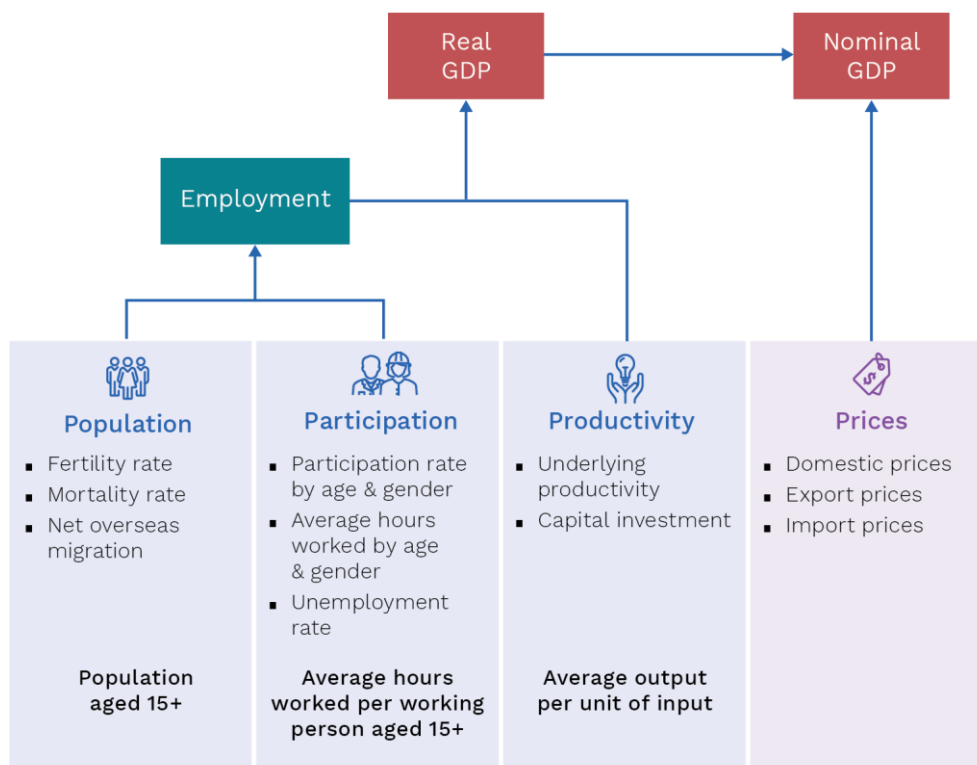 Real
GDP
Nominal
GDP
Employment
Population
▪ Fertility rate
▪ Mortality rate
▪ Net overseas
migration
Population
aged 15+
Participation
▪ Participation rate
by age & gender
▪ Average hours
worked by age
& gender
▪ Unemployment
rate
Average hours
worked per working
person aged 15+
Productivity
▪ Underlying
productivity
▪ Capital investment
Average output
per unit of input
$
Prices
▪ Domestic prices
▪ Export prices
▪ Import prices